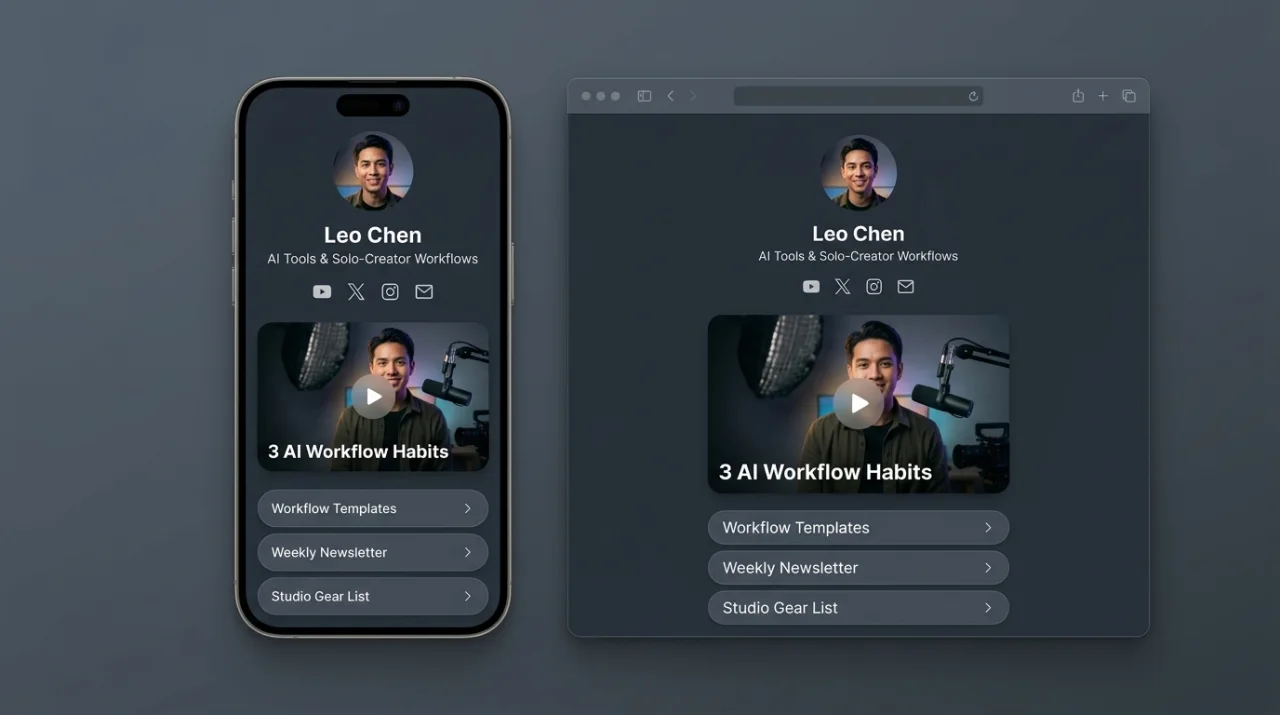 Leo Chen
AI Tools & Solo-Creator Workflows
3 AI Workflow Habits
Workflow Templates
Weekly Newsletter
Studio Gear List
Leo Chen
AI Tools & Solo-Creator Workflows
3 AI Workflow Habits
Workflow Templates
Weekly Newsletter
Studio Gear List